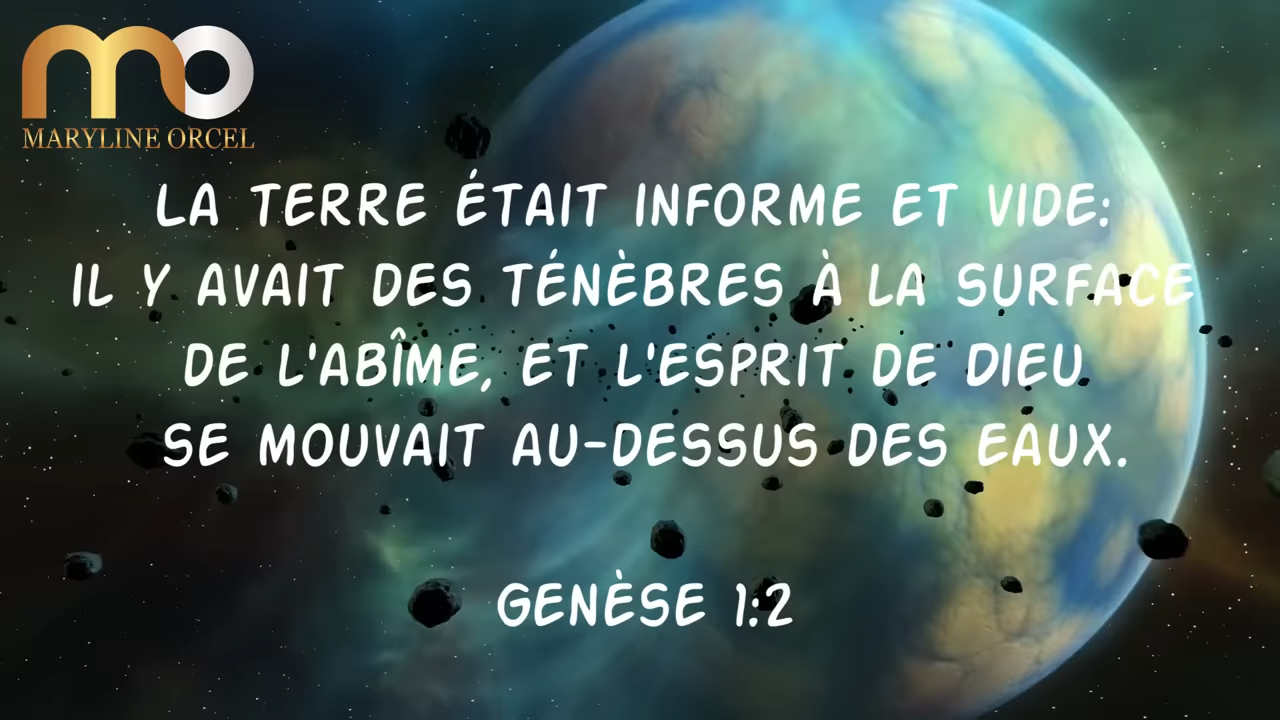 mo
MARYLINE ORCEL
LA TERRE ÉTAIT INFORME ET VIDE:
IL Y AVAIT DES TÉNÈBRES À LA SURFACE
DE L'ABÎME, ET L'ESPRIT DE DIEU
SE MOUVAIT AU-DESSUS DES EAUX.
GENÈSE 1:2